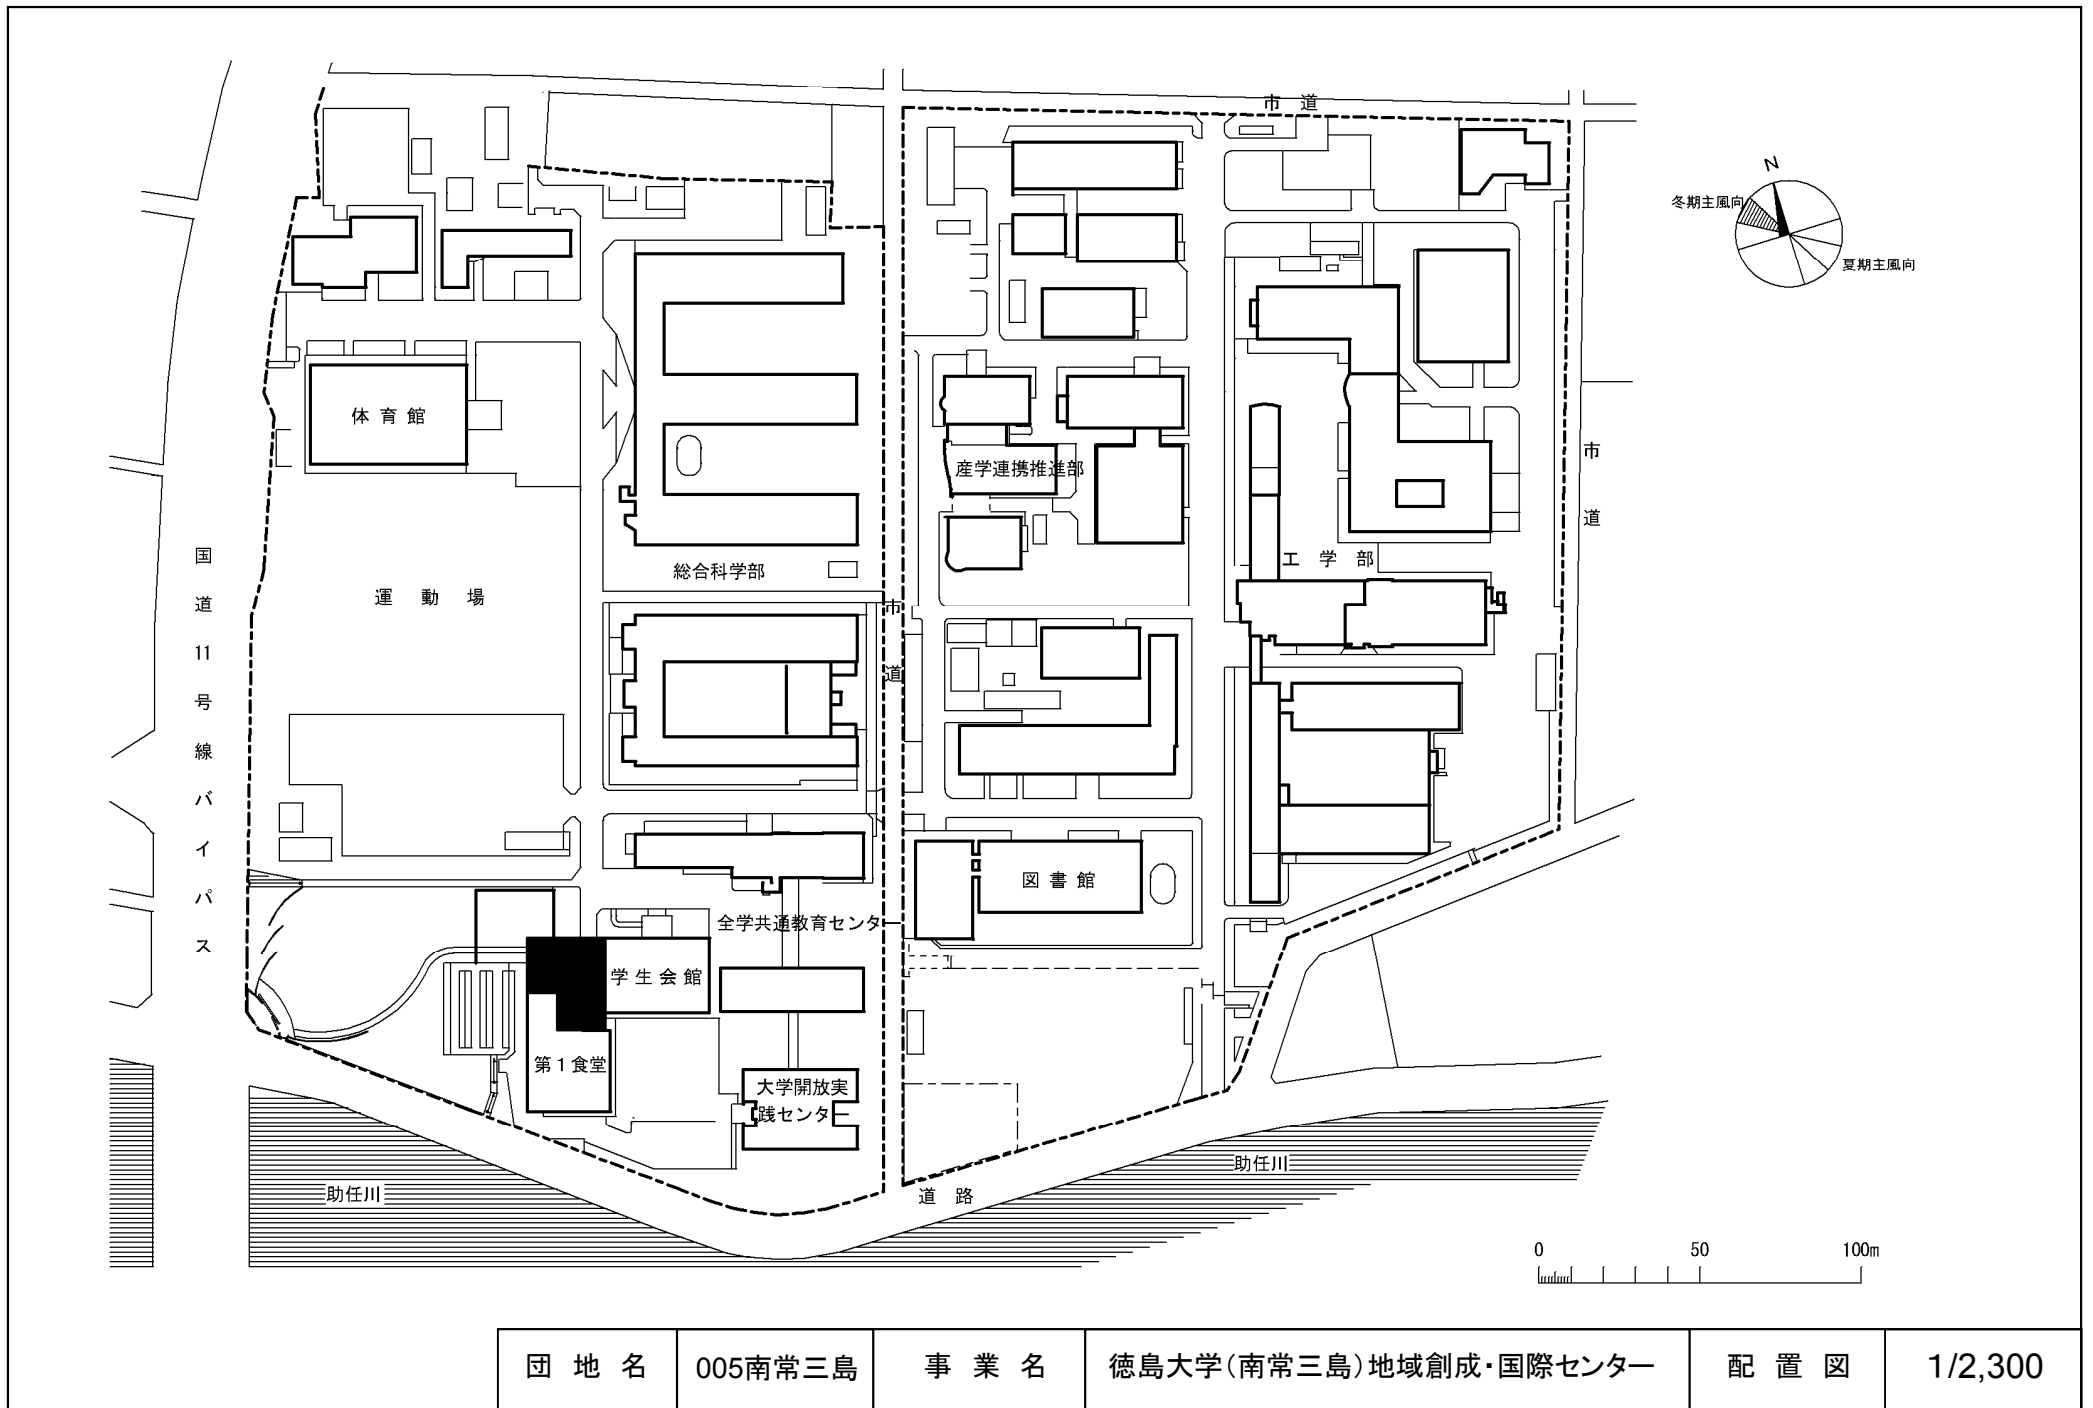 市道
N
冬期主風向
夏期主風向
体育館
産学連携推進部
市道
国道11号線バイパス
総合科学部
工学部
運動場
市道
図書館
全学共通教育センター
学生会館
第1食堂
大学開放実
践センター
助任川
助任川
道路
0 50 100m
団地名 005南常三島 事業名 徳島大学(南常三島)地域創成・国際センター 配置図 1/2,300